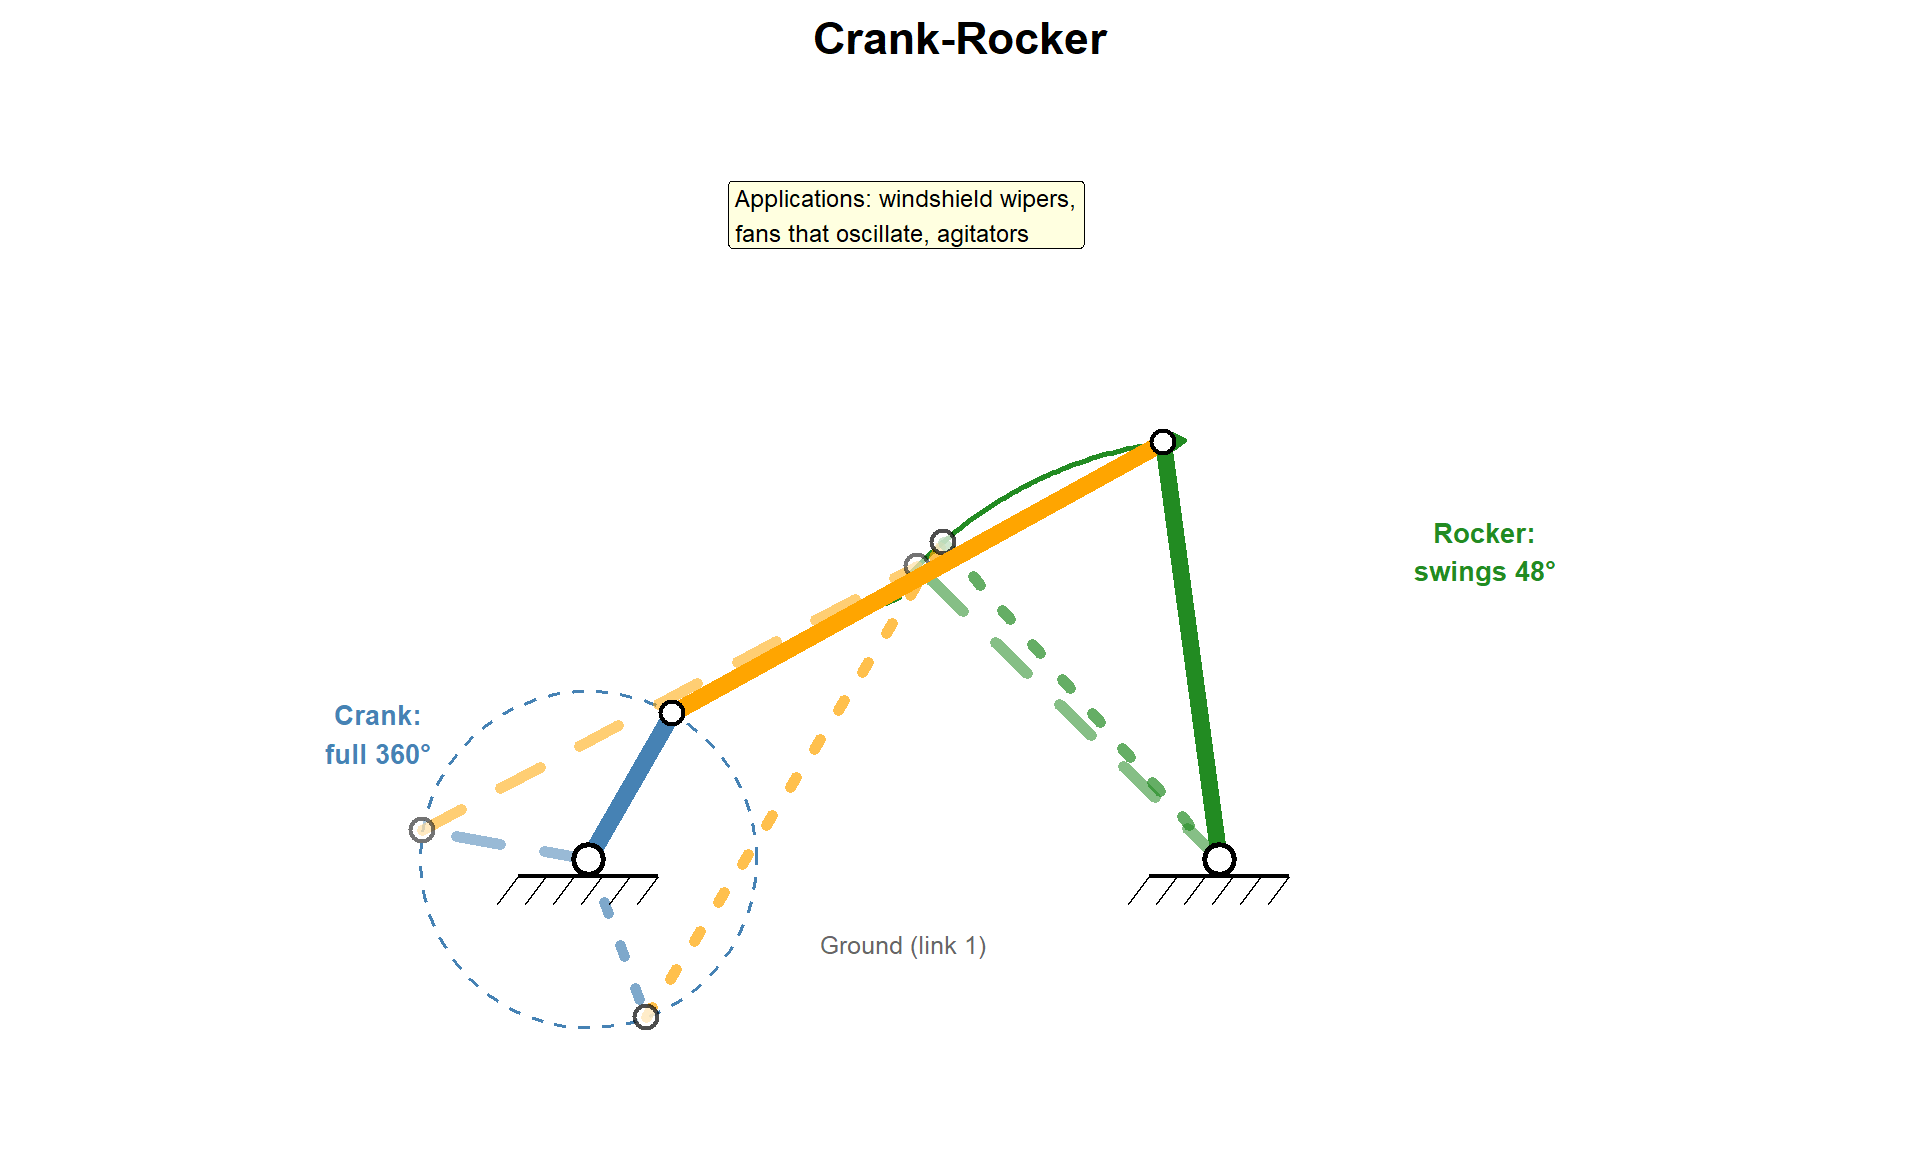 Crank-Rocker
Applications: windshield wipers,
fans that oscillate, agitators
Rocker:
swings 48°
Crank:
full 360°
Ground (link 1)